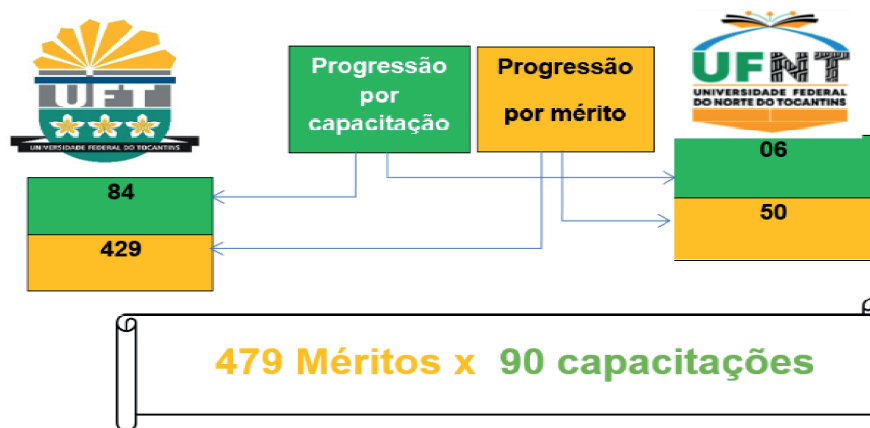 UFT
UNIVERSIDADE FEDERAL DO TOCANTINS
Progressão
por
capacitação
Progressão
por mérito
UFNT
UNIVERSIDADE FEDERAL
DO NORTE DO TOCANTINS
84
429
06
50
479 Méritos x 90 capacitações